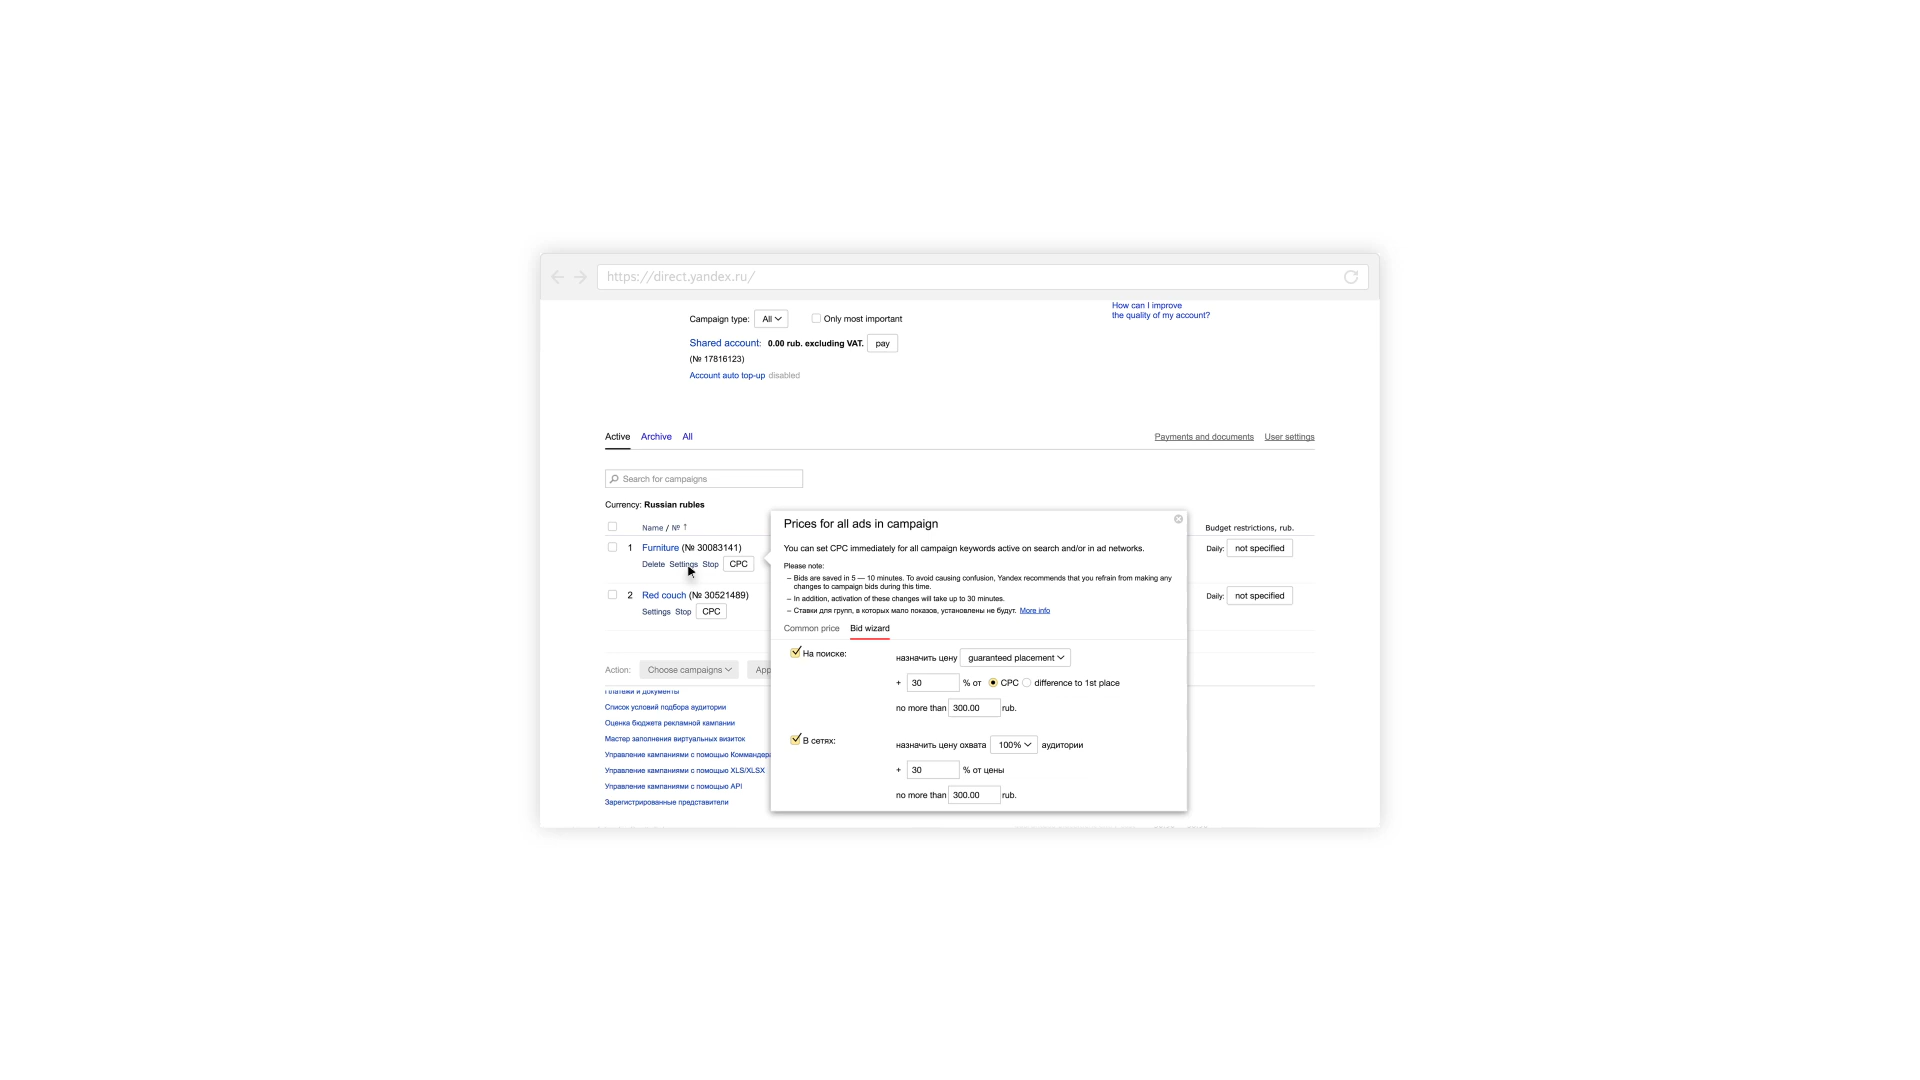 https://direct.yandex.ru/
How can I improve
the quality of my account?
Campaign type: All Only most important
Shared account: 0.00 rub. excluding VAT. pay
(№ 17816123)
Account auto top-up disabled
Active Archive All Payments and documents User settings
Search for campaigns
Currency: Russian rubles
Name / № ↑ Budget restrictions, rub.
1 Furniture (№ 30083141) Daily: not specified
Delete Settings Stop CPC
2 Red couch (№ 30521489) Daily: not specified
Settings Stop CPC
Action: Choose campaigns App
Платежи и документы
Список условий подбора аудитории
Оценка бюджета рекламной кампании
Мастер заполнения виртуальных визиток
Управление кампаниями с помощью Коммандера
Управление кампаниями с помощью XLS/XLSX
Управление кампаниями с помощью API
Зарегистрированные представители
Prices for all ads in campaign
You can set CPC immediately for all campaign keywords active on search and/or in ad networks.
Please note:
– Bids are saved in 5 — 10 minutes. To avoid causing confusion, Yandex recommends that you refrain from making any
changes to campaign bids during this time.
– In addition, activation of these changes will take up to 30 minutes.
– Ставки для групп, в которых мало показов, установлены не будут. More info
Common price Bid wizard
На поиске: назначить цену guaranteed placement
+ 30 % от CPC difference to 1st place
no more than 300.00 rub.
В сетях: назначить цену охвата 100% аудитории
+ 30 % от цены
no more than 300.00 rub.